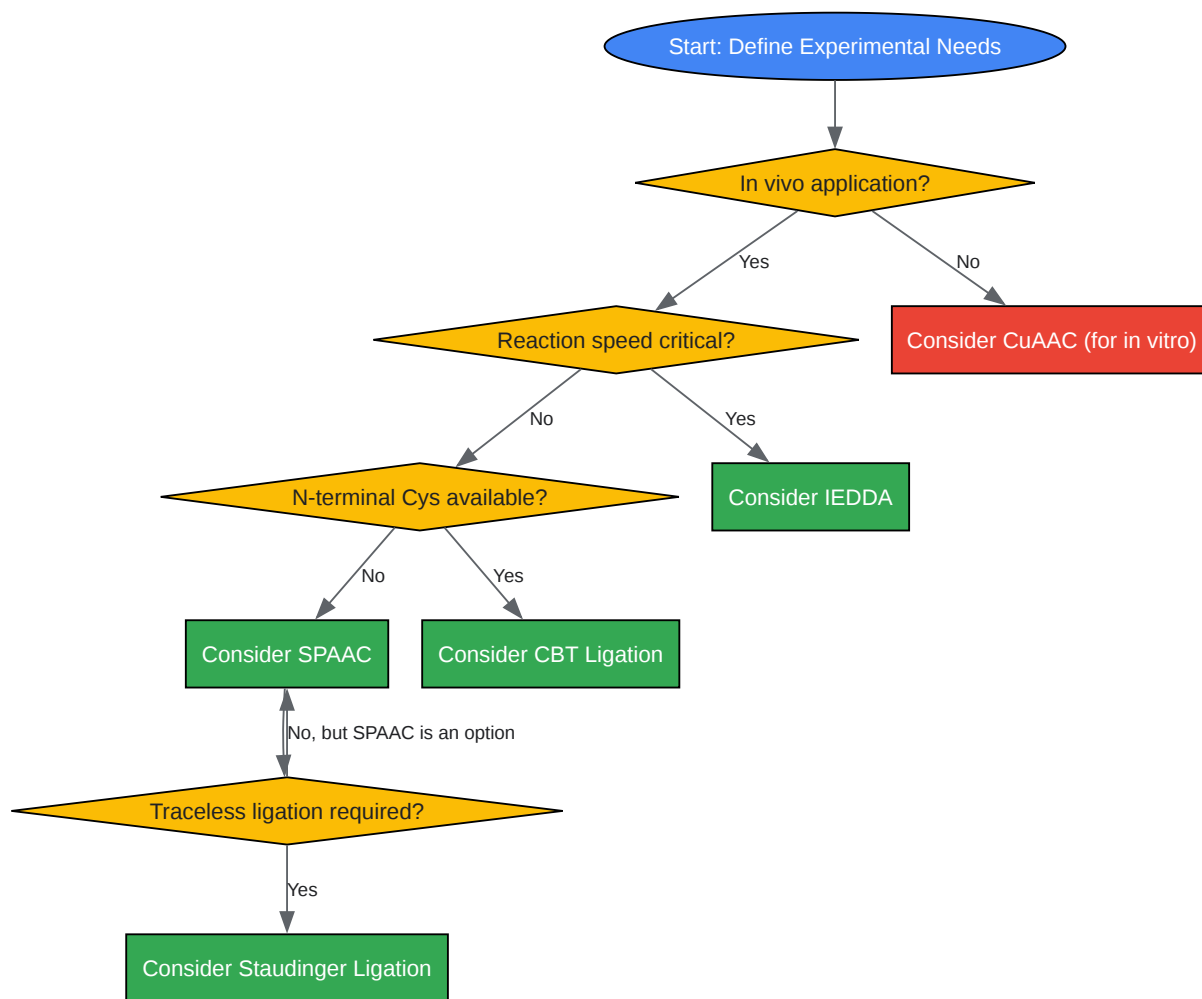 Start: Define Experimental Needs
In vivo application?
Yes
No
Reaction speed critical?
Consider CuAAC (for in vitro)
No
Yes
N-terminal Cys available?
Consider IEDDA
No
Yes
Consider SPAAC
Consider CBT Ligation
No, but SPAAC is an option
Traceless ligation required?
Yes
Consider Staudinger Ligation